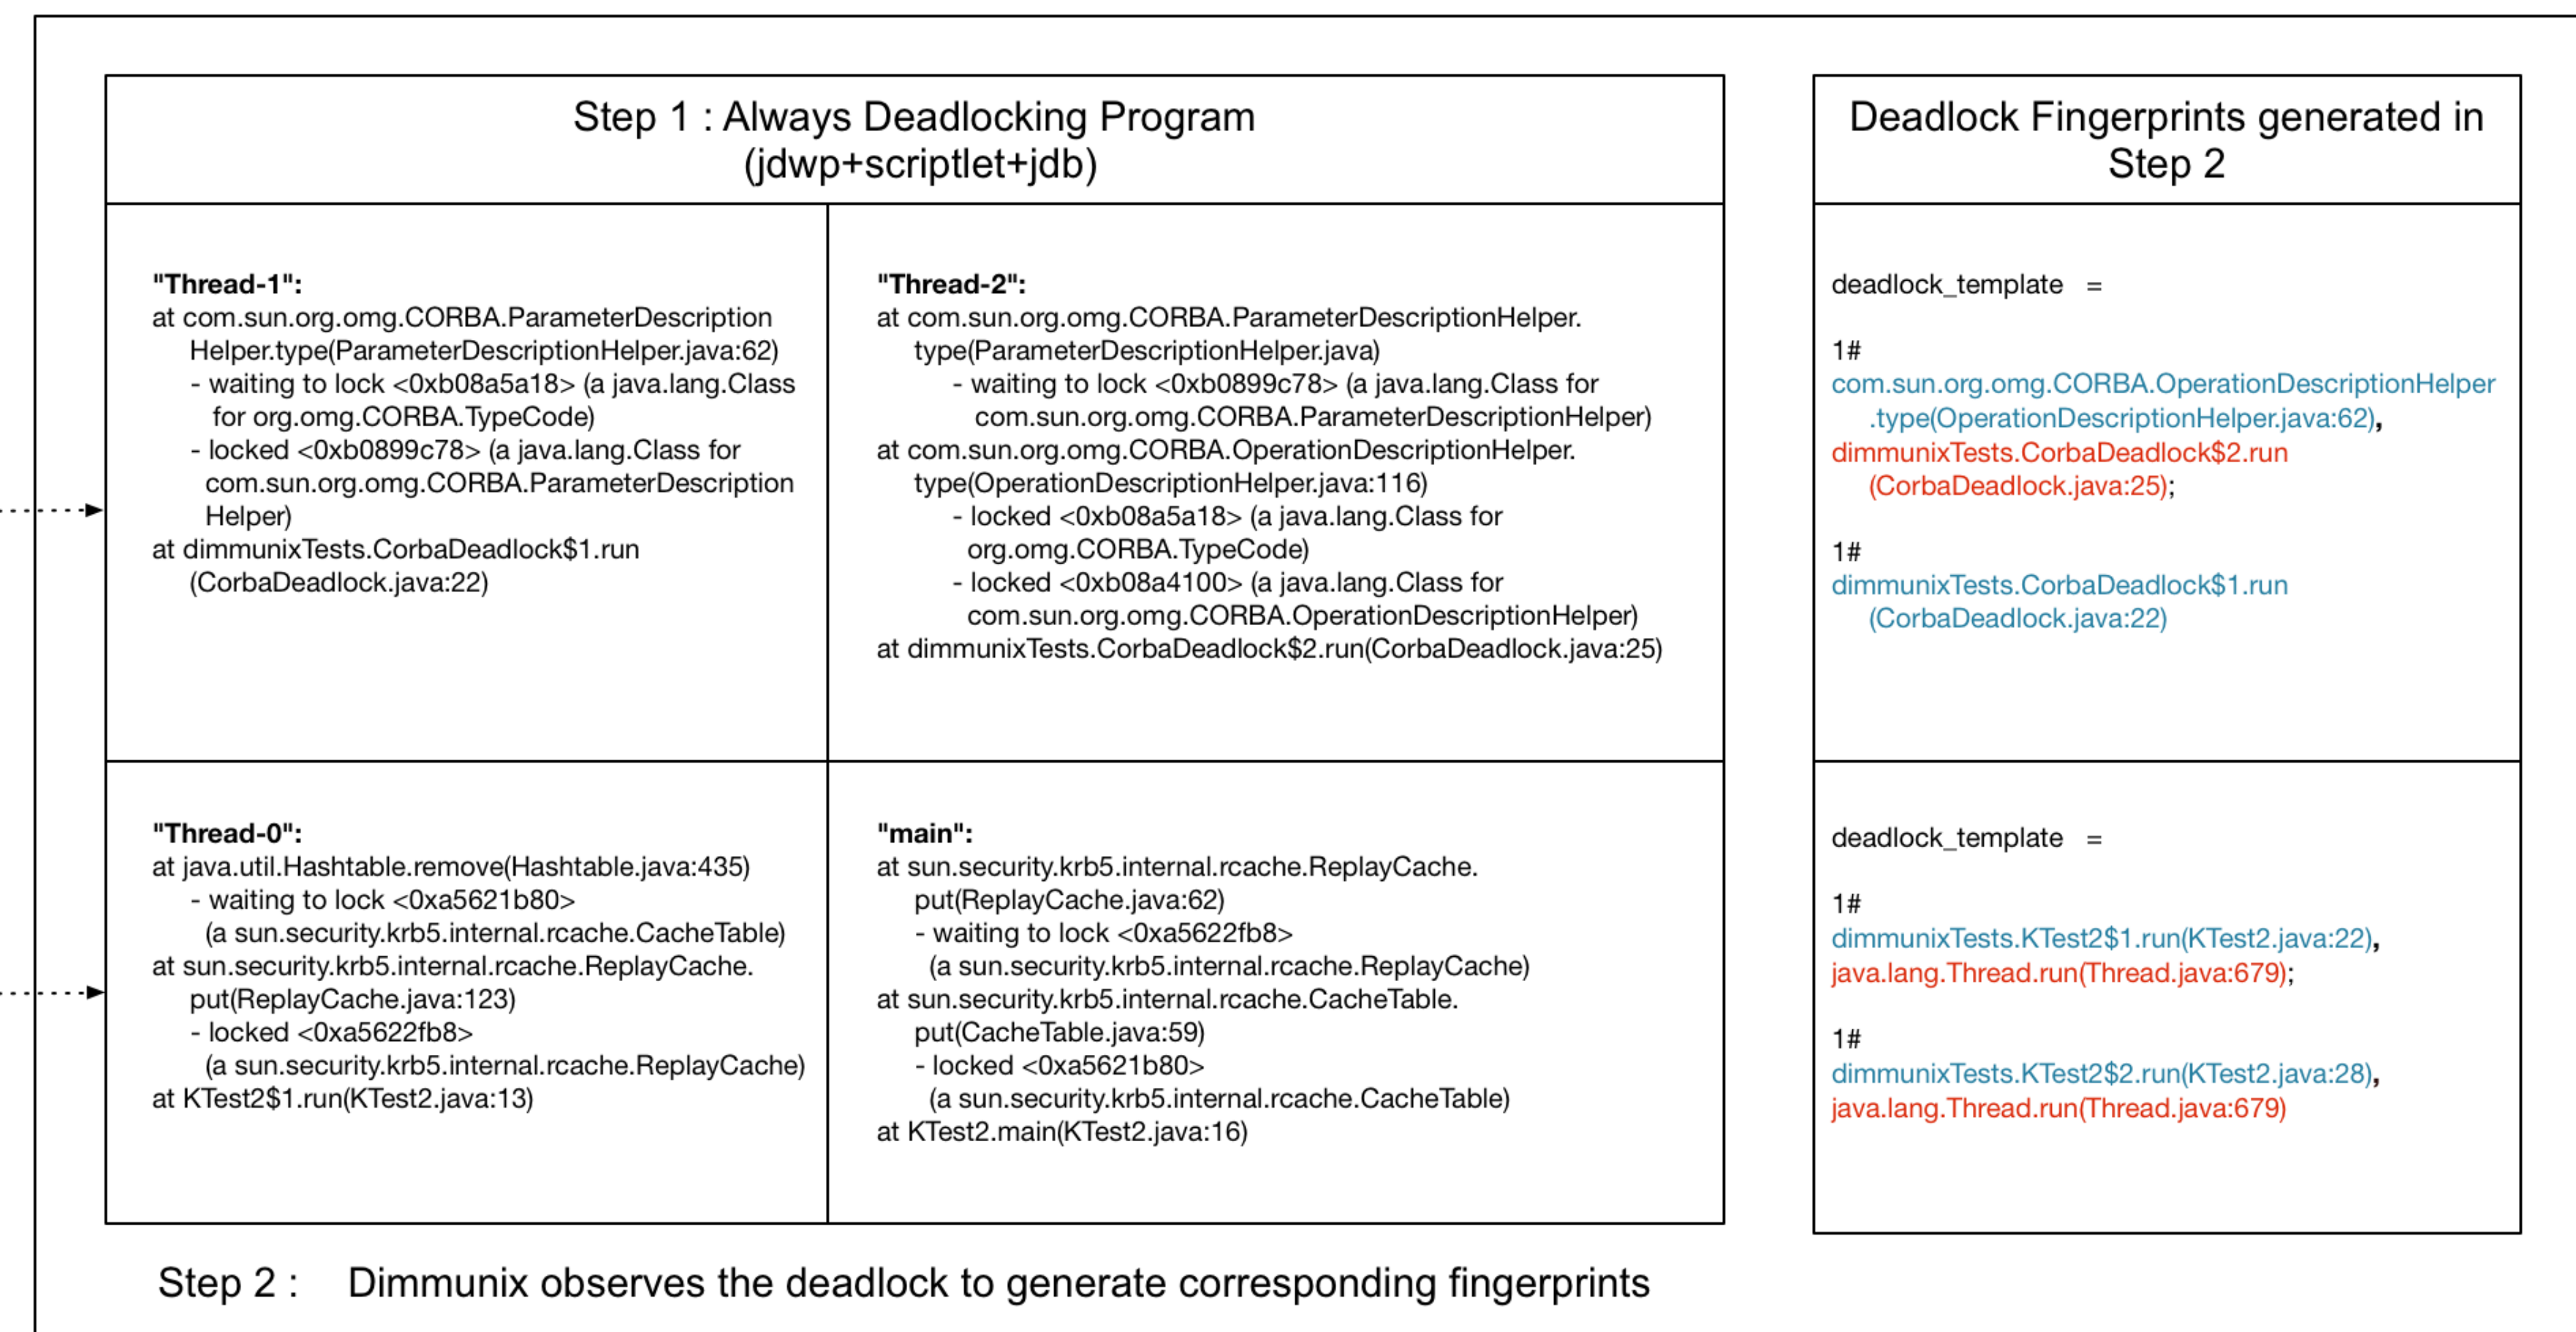 Step 1 : Always Deadlocking Program
(jdwp+scriptlet+jdb)
"Thread-1":
at com.sun.org.omg.CORBA.ParameterDescription
Helper.type(ParameterDescriptionHelper.java:62)
- waiting to lock <0xb08a5a18> (a java.lang.Class
for org.omg.CORBA.TypeCode)
- locked <0xb0899c78> (a java.lang.Class for
com.sun.org.omg.CORBA.ParameterDescription
Helper)
at dimmunixTests.CorbaDeadlock$1.run
(CorbaDeadlock.java:22)
"Thread-2":
at com.sun.org.omg.CORBA.ParameterDescriptionHelper.
type(ParameterDescriptionHelper.java)
- waiting to lock <0xb0899c78> (a java.lang.Class for
com.sun.org.omg.CORBA.ParameterDescriptionHelper)
at com.sun.org.omg.CORBA.OperationDescriptionHelper.
type(OperationDescriptionHelper.java:116)
- locked <0xb08a5a18> (a java.lang.Class for
org.omg.CORBA.TypeCode)
- locked <0xb08a4100> (a java.lang.Class for
com.sun.org.omg.CORBA.OperationDescriptionHelper)
at dimmunixTests.CorbaDeadlock$2.run(CorbaDeadlock.java:25)
"Thread-0":
at java.util.Hashtable.remove(Hashtable.java:435)
- waiting to lock <0xa5621b80>
(a sun.security.krb5.internal.rcache.CacheTable)
at sun.security.krb5.internal.rcache.ReplayCache.
put(ReplayCache.java:123)
- locked <0xa5622fb8>
(a sun.security.krb5.internal.rcache.ReplayCache)
at KTest2$1.run(KTest2.java:13)
"main":
at sun.security.krb5.internal.rcache.ReplayCache.
put(ReplayCache.java:62)
- waiting to lock <0xa5622fb8>
(a sun.security.krb5.internal.rcache.ReplayCache)
at sun.security.krb5.internal.rcache.CacheTable.
put(CacheTable.java:59)
- locked <0xa5621b80>
(a sun.security.krb5.internal.rcache.CacheTable)
at KTest2.main(KTest2.java:16)
Deadlock Fingerprints generated in
Step 2
deadlock_template =
1#
com.sun.org.omg.CORBA.OperationDescriptionHelper
.type(OperationDescriptionHelper.java:62),
dimmunixTests.CorbaDeadlock$2.run
(CorbaDeadlock.java:25);
1#
dimmunixTests.CorbaDeadlock$1.run
(CorbaDeadlock.java:22)
deadlock_template =
1#
dimmunixTests.KTest2$1.run(KTest2.java:22),
java.lang.Thread.run(Thread.java:679);
1#
dimmunixTests.KTest2$2.run(KTest2.java:28),
java.lang.Thread.run(Thread.java:679)
Step 2 : Dimmunix observes the deadlock to generate corresponding fingerprints